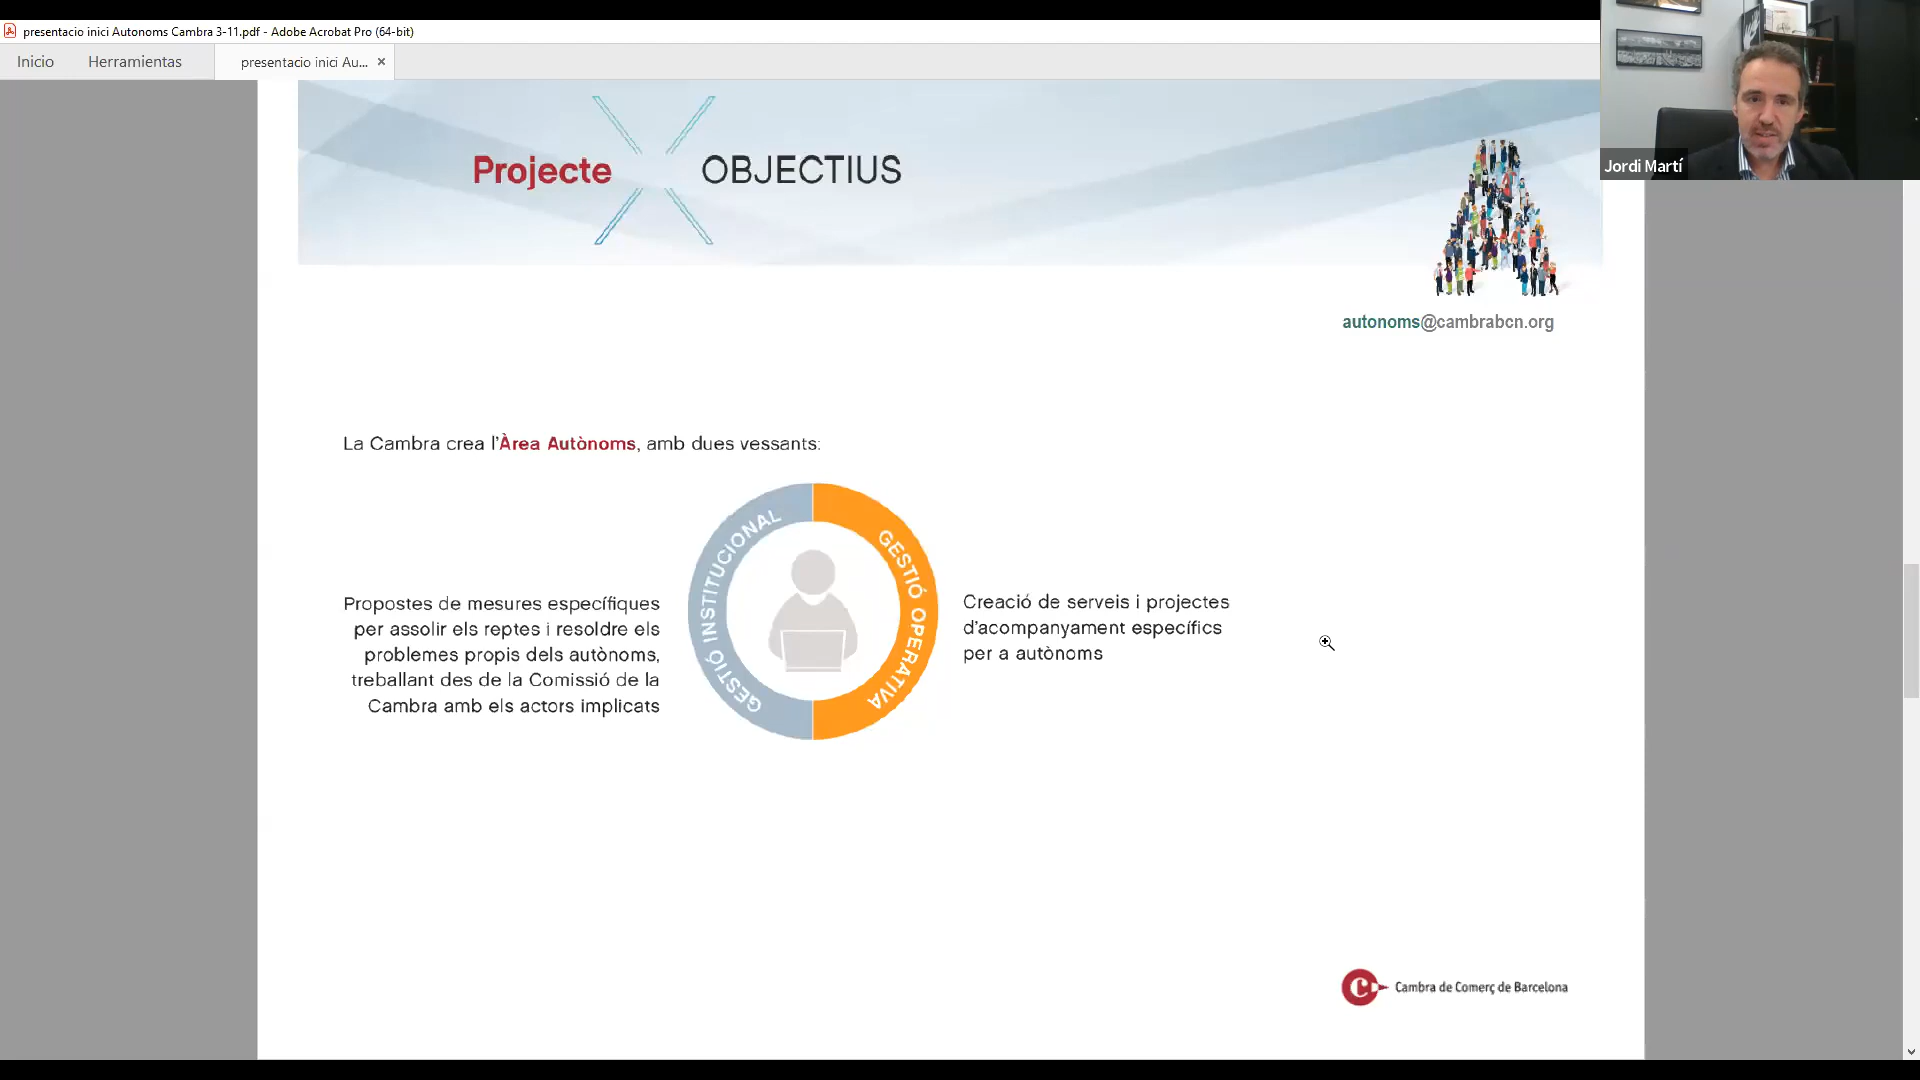 presentacio inici Autonoms Cambra 3-11.pdf - Adobe Acrobat Pro (64-bit)
Inicio
Herramientas
presentacio inici Au... ×
Projecte
OBJECTIUS
Jordi Martí
autonoms@cambrabcn.org
La Cambra crea l'Àrea Autònoms, amb dues vessants:
GESTIÓ INSTITUCIONAL
GESTIÓ OPERATIVA
Propostes de mesures específiques
per assolir els reptes i resoldre els
problemes propis dels autònoms,
treballant des de la Comissió de la
Cambra amb els actors implicats
Creació de serveis i projectes
d'acompanyament específics
per a autònoms
Cambra de Comerç de Barcelona